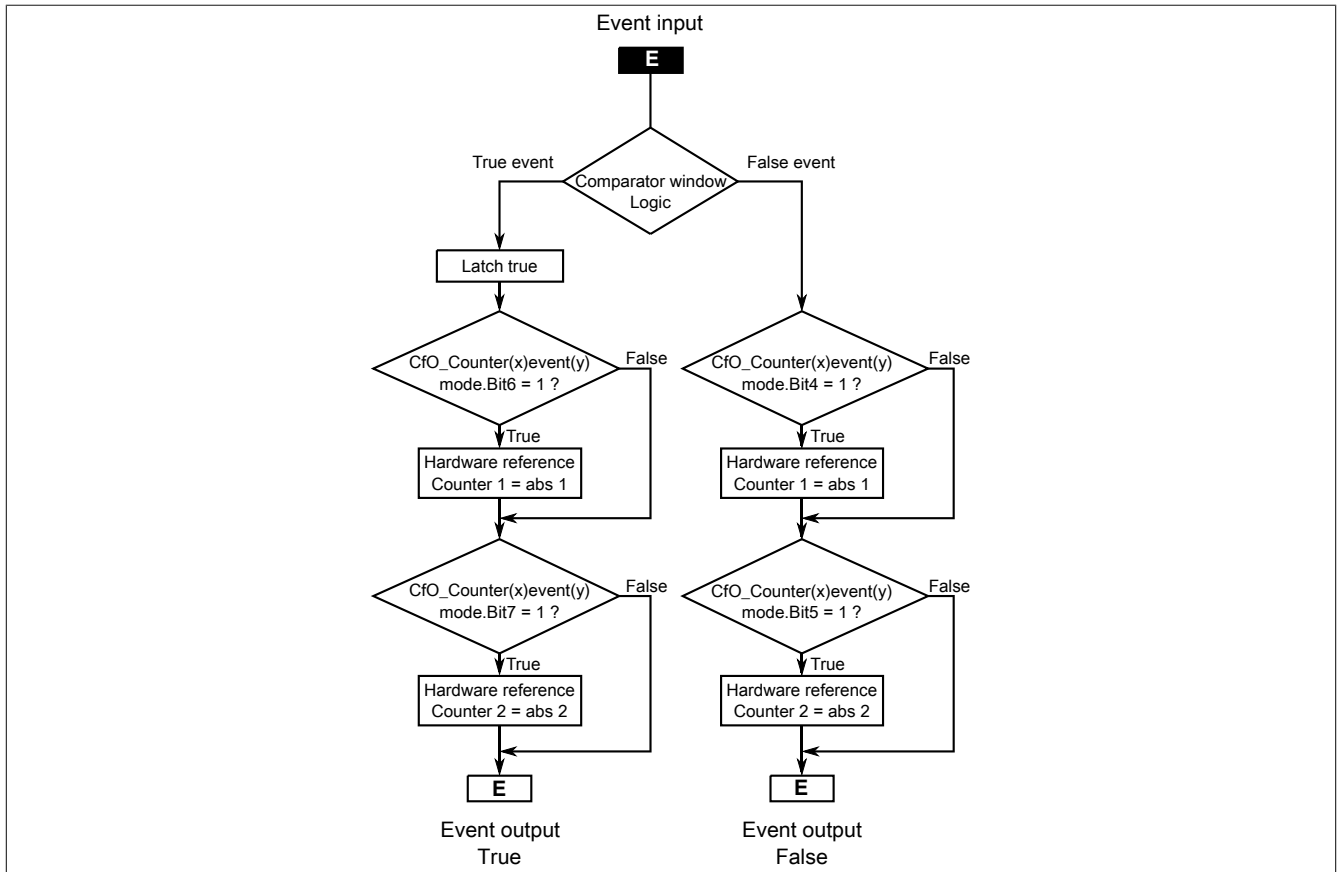 Event input
E
True event
False event
Comparator window
Logic
Latch true
CfO_Counter(x)event(y)
mode.Bit6 = 1 ?
False
CfO_Counter(x)event(y)
mode.Bit4 = 1 ?
False
True
True
Hardware reference
Counter 1 = abs 1
Hardware reference
Counter 1 = abs 1
CfO_Counter(x)event(y)
mode.Bit7 = 1 ?
False
CfO_Counter(x)event(y)
mode.Bit5 = 1 ?
False
True
True
Hardware reference
Counter 2 = abs 2
Hardware reference
Counter 2 = abs 2
E
E
Event output
True
Event output
False